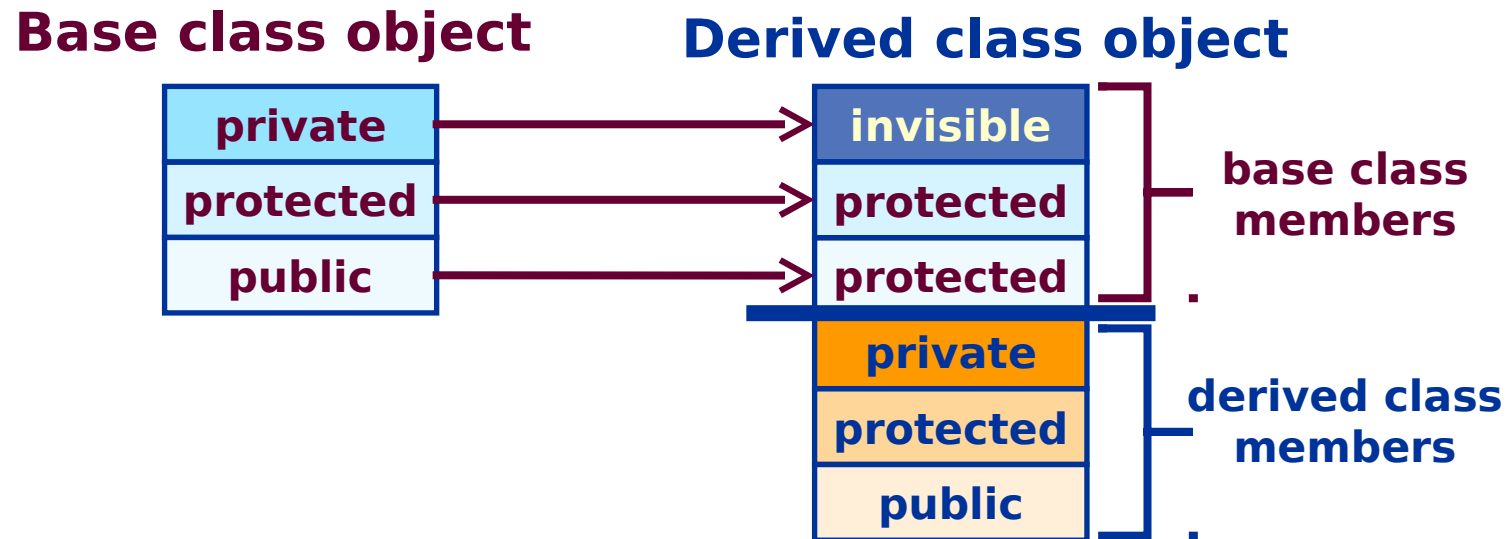 Base class object
Derived class object
private
invisible
protected
protected
public
protected
base class
members
.
private
protected
public
derived class
members
.